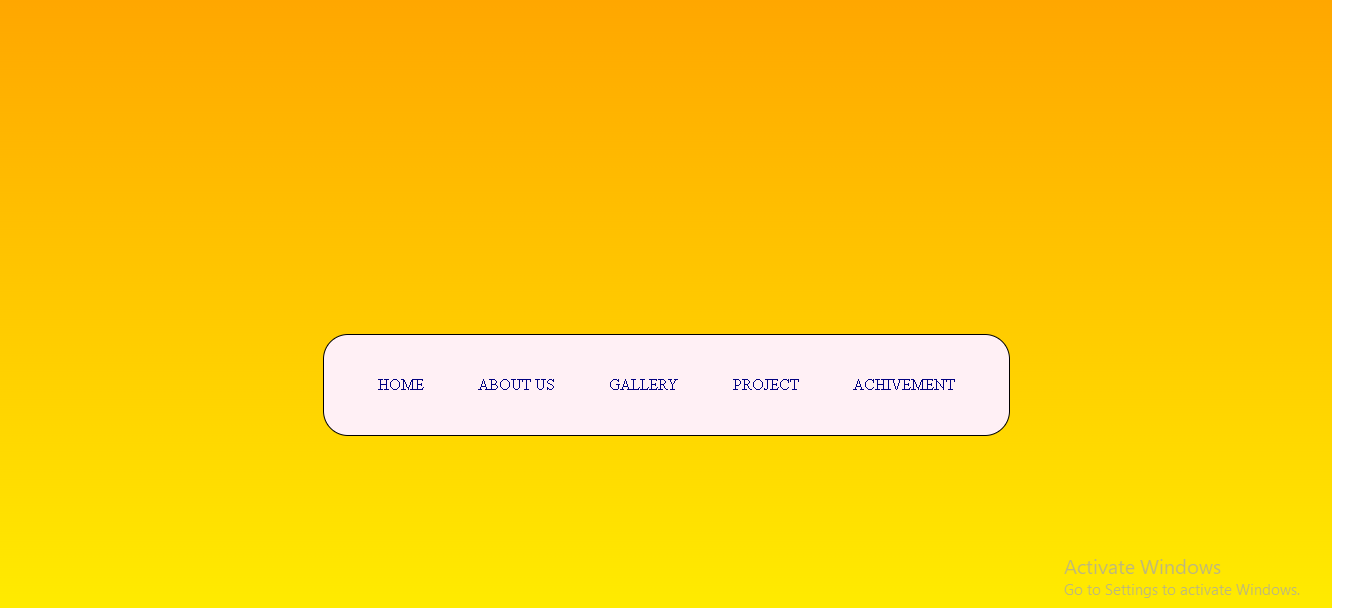 HOME ABOUT US GALLERY PROJECT ACHIVEMENT
Activate Windows
Go to Settings to activate Windows.